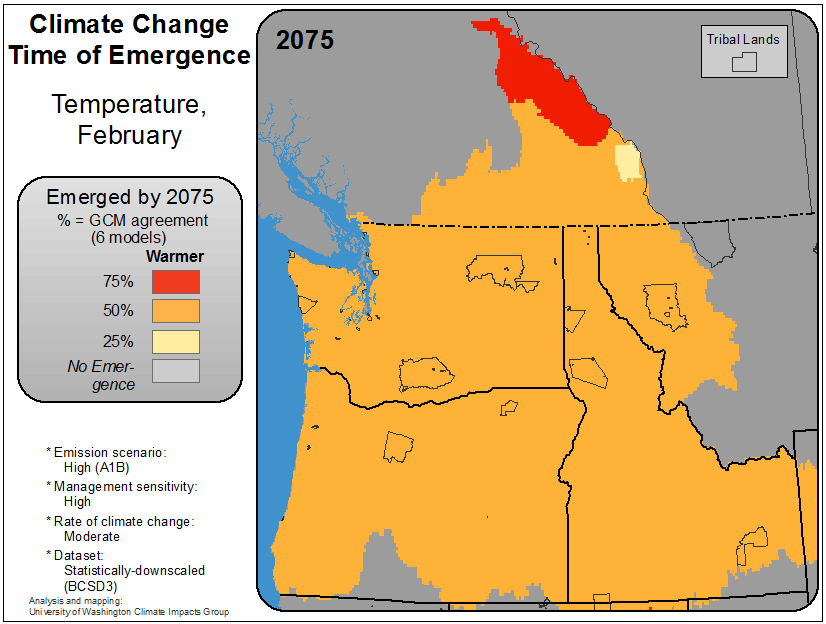 Climate Change
Time of Emergence
Temperature,
February
Emerged by 2075
% = GCM agreement
(6 models)
Warmer
75%
50%
25%
No Emer-
gence
* Emission scenario:
High (A1B)
* Management sensitivity:
High
* Rate of climate change:
Moderate
* Dataset:
Statistically-downscaled
(BCSD3)
Analysis and mapping:
University of Washington Climate Impacts Group
2075
Tribal Lands